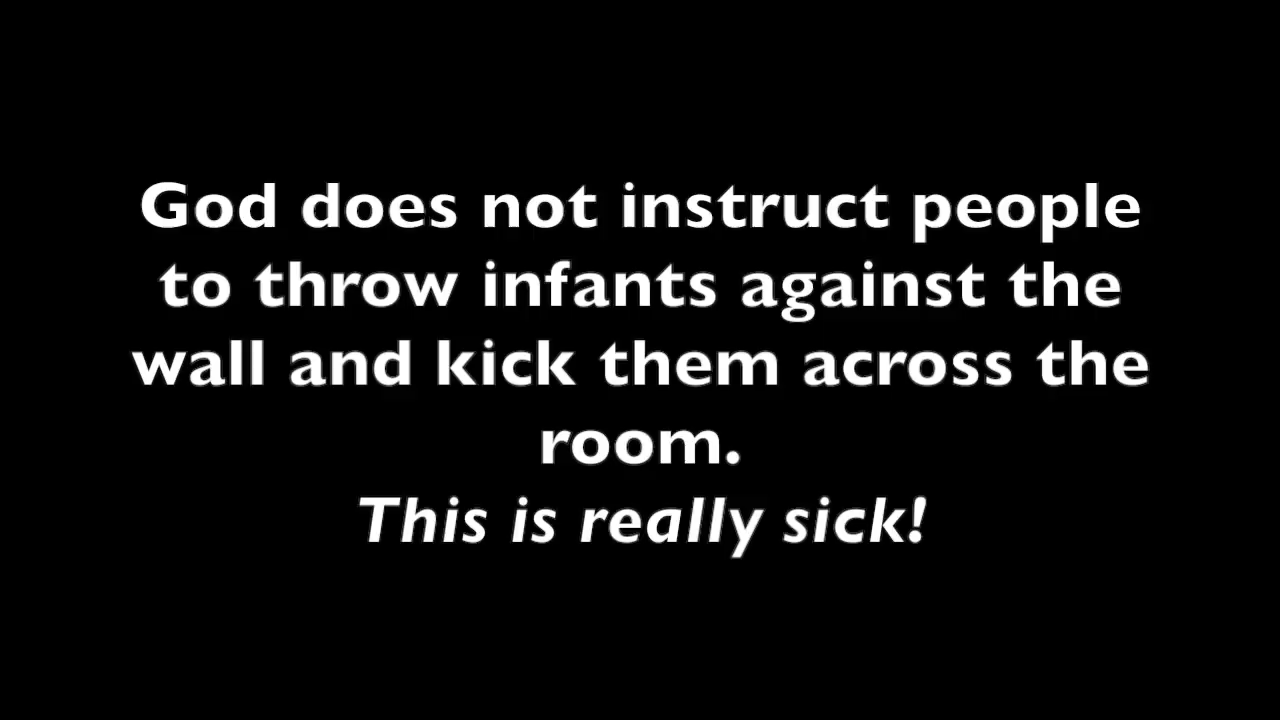 God does not instruct people
to throw infants against the
wall and kick them across the
room.
This is really sick!